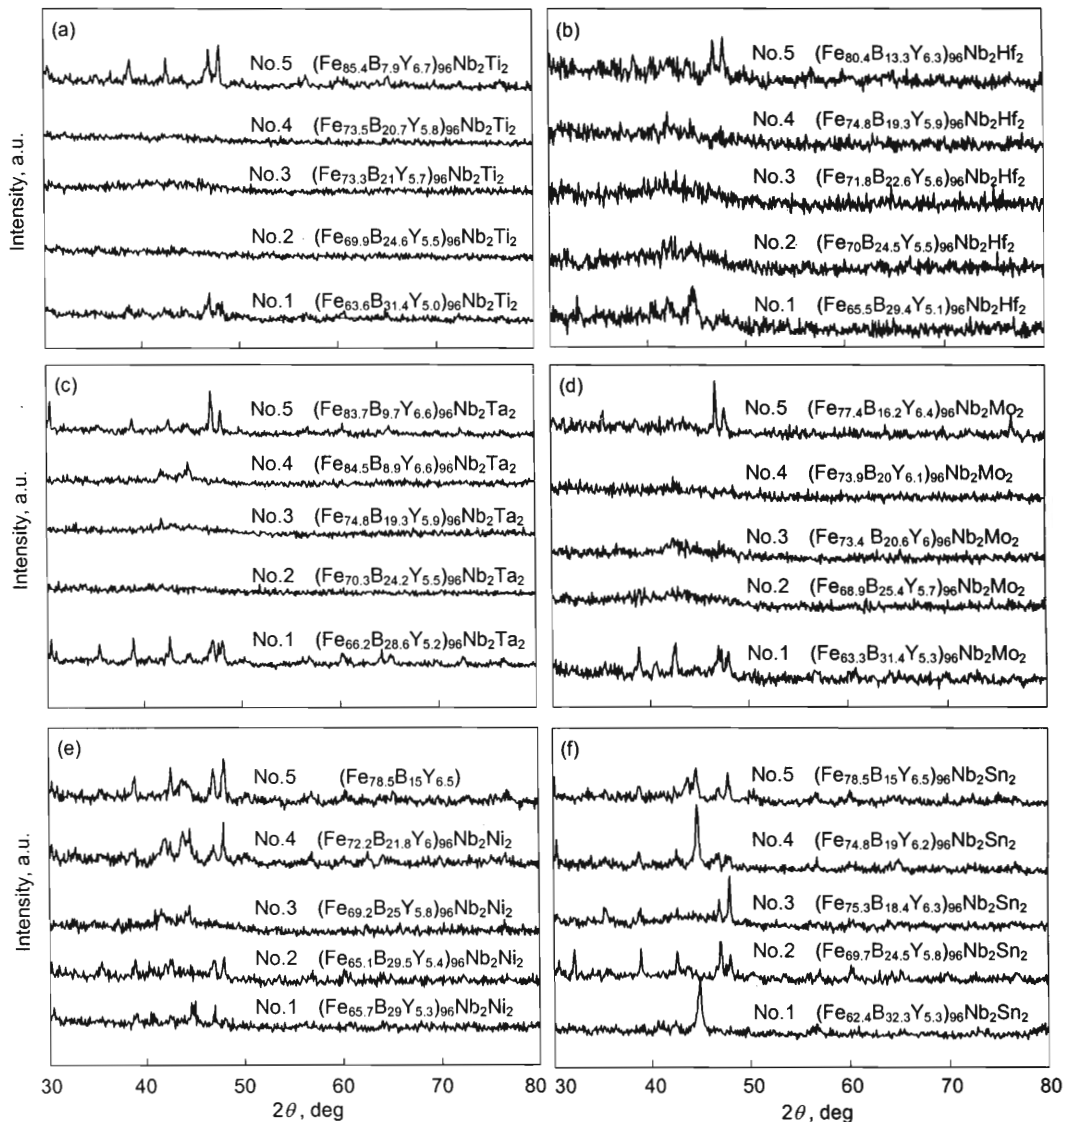 (a)
No.5 (Fe85.4B7.9Y6.7)96Nb2Ti2
No.4 (Fe73.5B20.7Y5.8)96Nb2Ti2
No.3 (Fe73.3B21Y5.7)96Nb2Ti2
No.2 (Fe69.9B24.6Y5.5)96Nb2Ti2
No.1 (Fe63.6B31.4Y5.0)96Nb2Ti2
Intensity, a.u.
(b)
No.5 (Fe80.4B13.3Y6.3)96Nb2Hf2
No.4 (Fe74.8B19.3Y5.9)96Nb2Hf2
No.3 (Fe71.8B22.6Y5.6)96Nb2Hf2
No.2 (Fe70B24.5Y5.5)96Nb2Hf2
No.1 (Fe65.5B29.4Y5.1)96Nb2Hf2
(c)
No.5 (Fe83.7B9.7Y6.6)96Nb2Ta2
No.4 (Fe84.5B8.9Y6.6)96Nb2Ta2
No.3 (Fe74.8B19.3Y5.9)96Nb2Ta2
No.2 (Fe70.3B24.2Y5.5)96Nb2Ta2
No.1 (Fe66.2B28.6Y5.2)96Nb2Ta2
Intensity, a.u.
(d)
No.5 (Fe77.4B16.2Y6.4)96Nb2Mo2
No.4 (Fe73.9B20Y6.1)96Nb2Mo2
No.3 (Fe73.4 B20.6Y6)96Nb2Mo2
No.2 (Fe68.9B25.4Y5.7)96Nb2Mo2
No.1 (Fe63.3B31.4Y5.3)96Nb2Mo2
(e)
No.5 (Fe78.5B15Y6.5)
No.4 (Fe72.2B21.8Y6)96Nb2Ni2
No.3 (Fe69.2B25Y5.8)96Nb2Ni2
No.2 (Fe65.1B29.5Y5.4)96Nb2Ni2
No.1 (Fe65.7B29Y5.3)96Nb2Ni2
Intensity, a.u.
30 40 50 60 70 80
2θ, deg
(f)
No.5 (Fe78.5B15Y6.5)96Nb2Sn2
No.4 (Fe74.8B19Y6.2)96Nb2Sn2
No.3 (Fe75.3B18.4Y6.3)96Nb2Sn2
No.2 (Fe69.7B24.5Y5.8)96Nb2Sn2
No.1 (Fe62.4B32.3Y5.3)96Nb2Sn2
30 40 50 60 70 80
2θ, deg